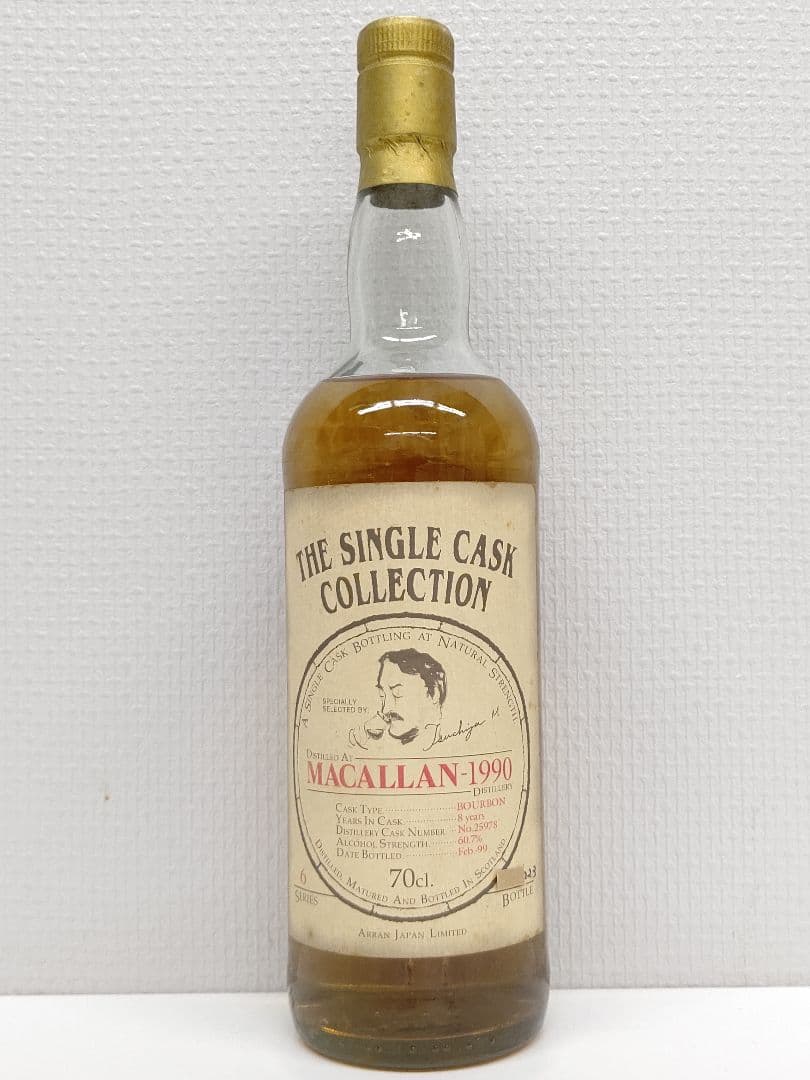 THE SINGLE CASK
COLLECTION
A SINGLE CASK BOTTLING AT NATURAL STRENGTH
SPECIALLY
SELECTED BY:
Tsuchiya M.
DISTILLED AT
MACALLAN-1990
DISTILLERY
CASK TYPE BOURBON
YEARS IN CASK 8 years
DISTILLERY CASK NUMBER No.25978
ALCOHOL STRENGTH 60.7%
DATE BOTTLED Feb-99
DISTILLED, MATURED AND BOTTLED IN SCOTLAND
6
SERIES
70cl.
BOTTLE
ARRAN JAPAN LIMITED